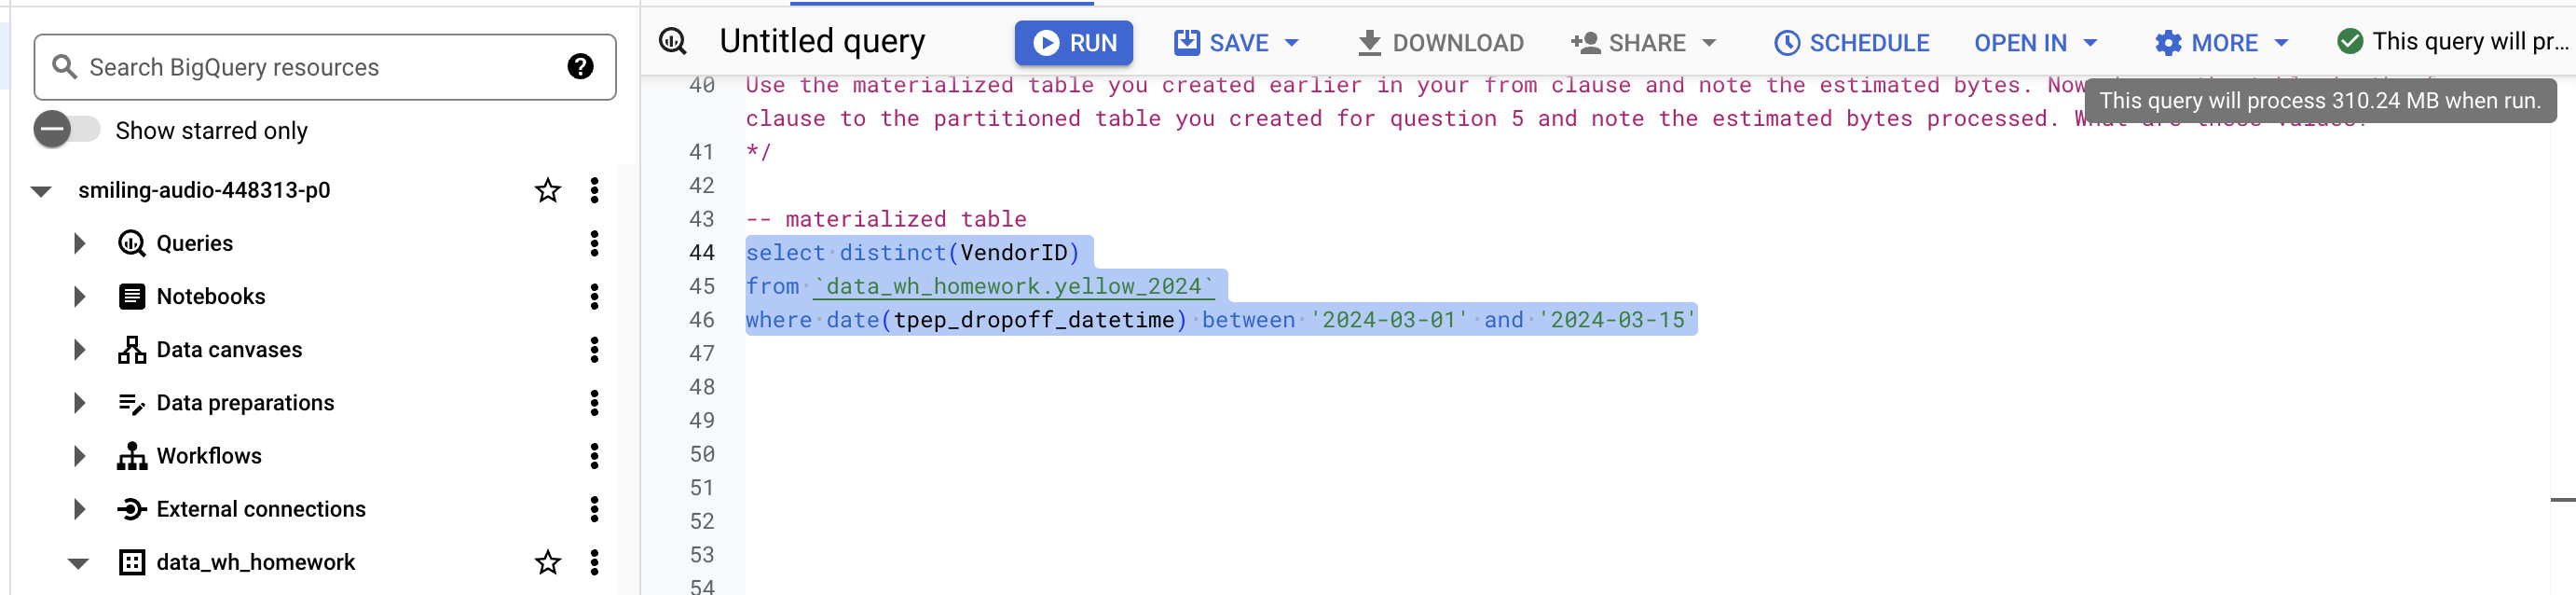 Search BigQuery resources
Show starred only
smiling-audio-448313-p0
Queries
Notebooks
Data canvases
Data preparations
Workflows
External connections
data_wh_homework
Untitled query
RUN
SAVE
DOWNLOAD
SHARE
SCHEDULE
OPEN IN
MORE
This query will pr...
This query will process 310.24 MB when run.
40 Use the materialized table you created earlier in your from clause and note the estimated bytes. Now
clause to the partitioned table you created for question 5 and note the estimated bytes processed. What are these values?
41 */
42
43 -- materialized table
44 select distinct(VendorID)
45 from `data_wh_homework.yellow_2024`
46 where date(tpep_dropoff_datetime) between '2024-03-01' and '2024-03-15'
47
48
49
50
51
52
53
54